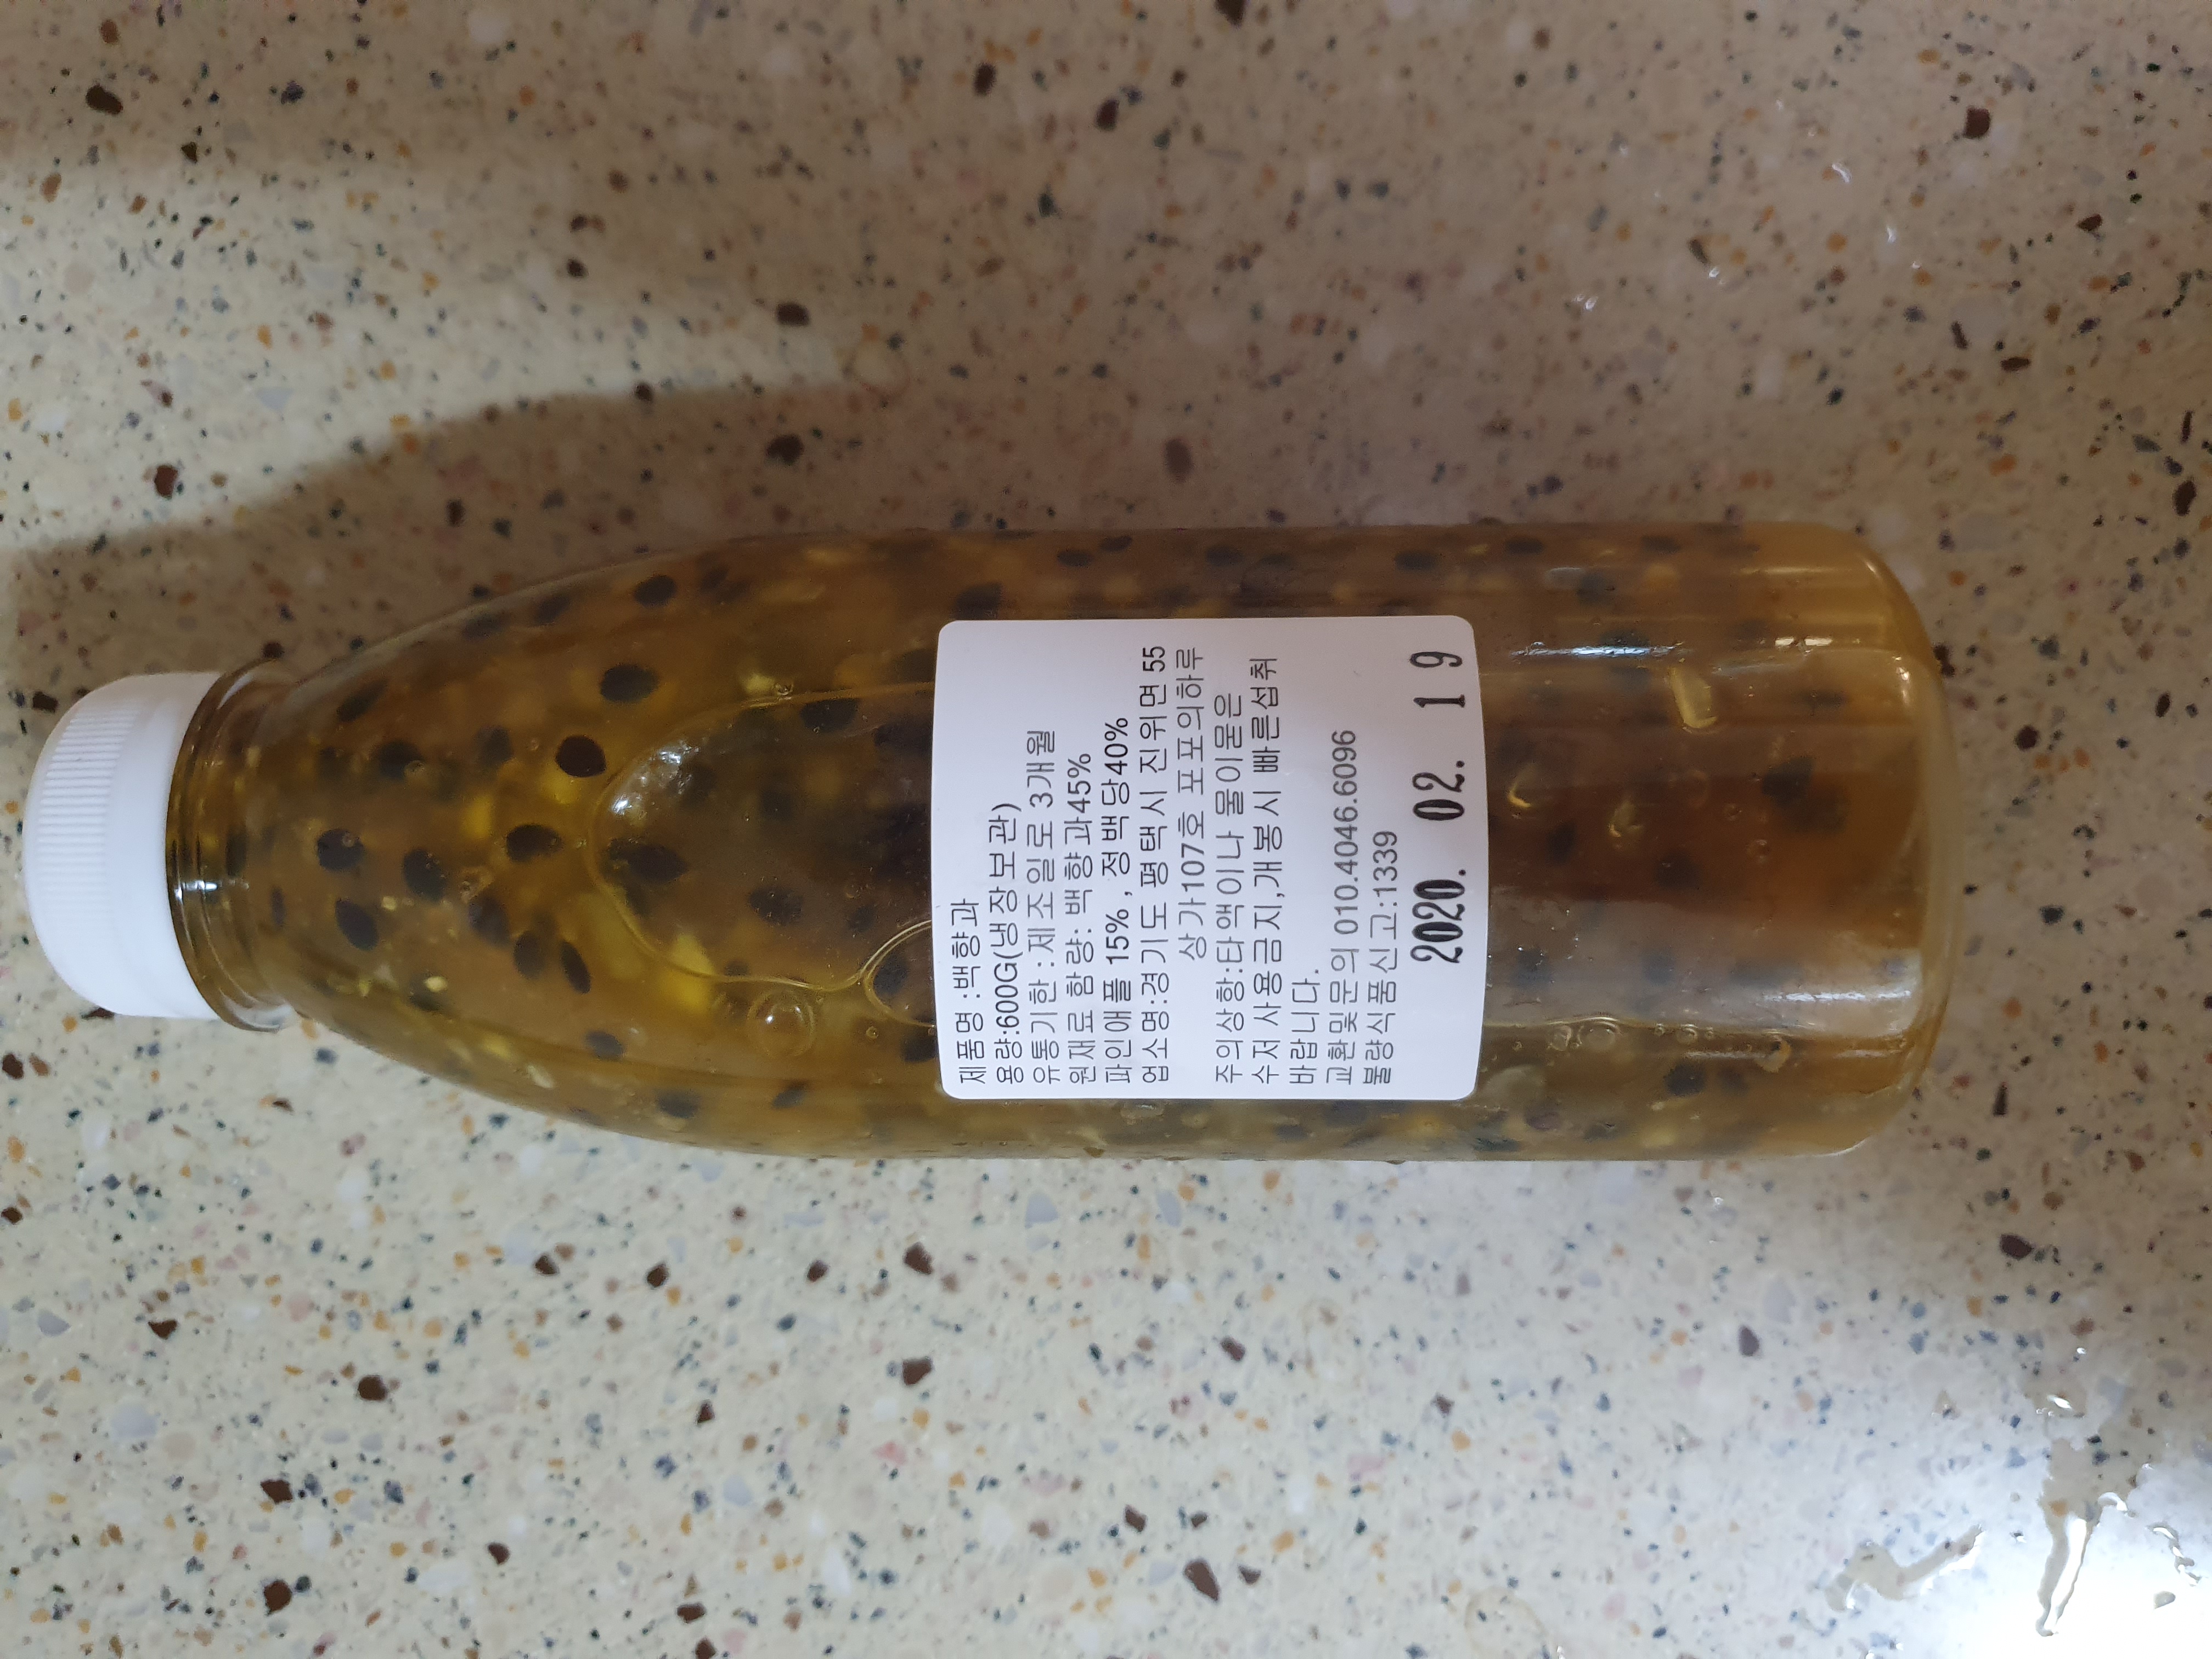 제품명:백향과
용량:600G(냉장보관)
유통기한:제조일로 3개월
원재료함량: 백향과45%
파인애플 15% , 정백당40%
업소명:경기도 평택시 진위면 55
상가107호 포포의하루
주의상항:타액이나 물이묻은
수저 사용금지,개봉시 빠른섭취
바랍니다.
교환및문의 010.4046.6096
불량식품신고:1339
2020. 02. 19